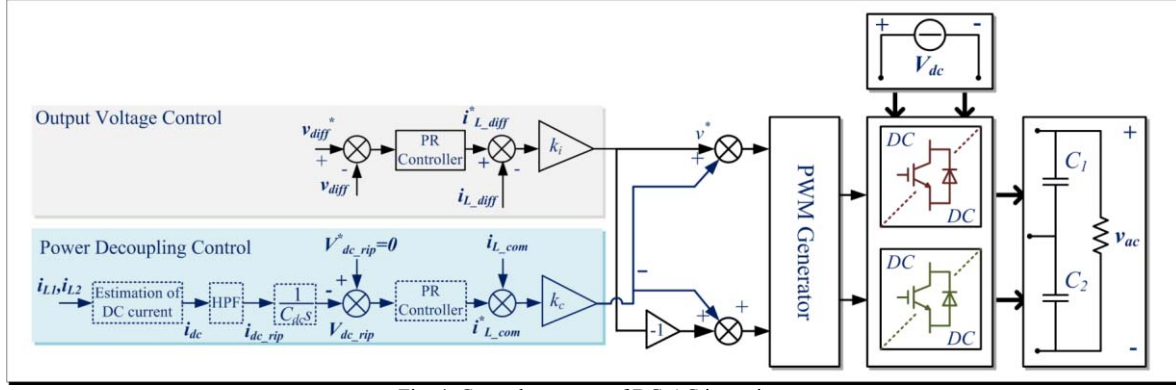 Output Voltage Control
v_diff*
+
-
v_diff
PR
Controller
i*_L_diff
+
-
i_L_diff
k_i
Power Decoupling Control
i_L1,i_L2
Estimation of
DC current
i_dc
HPF
i_dc_rip
1
C_dc s
V*_dc_rip=0
+
-
V_dc_rip
PR
Controller
i*_L_com
i_L_com
k_c
v*
+
-
-1
+
+
PWM Generator
+
-
V_dc
DC
DC
DC
DC
C_1
C_2
+
v_ac
-